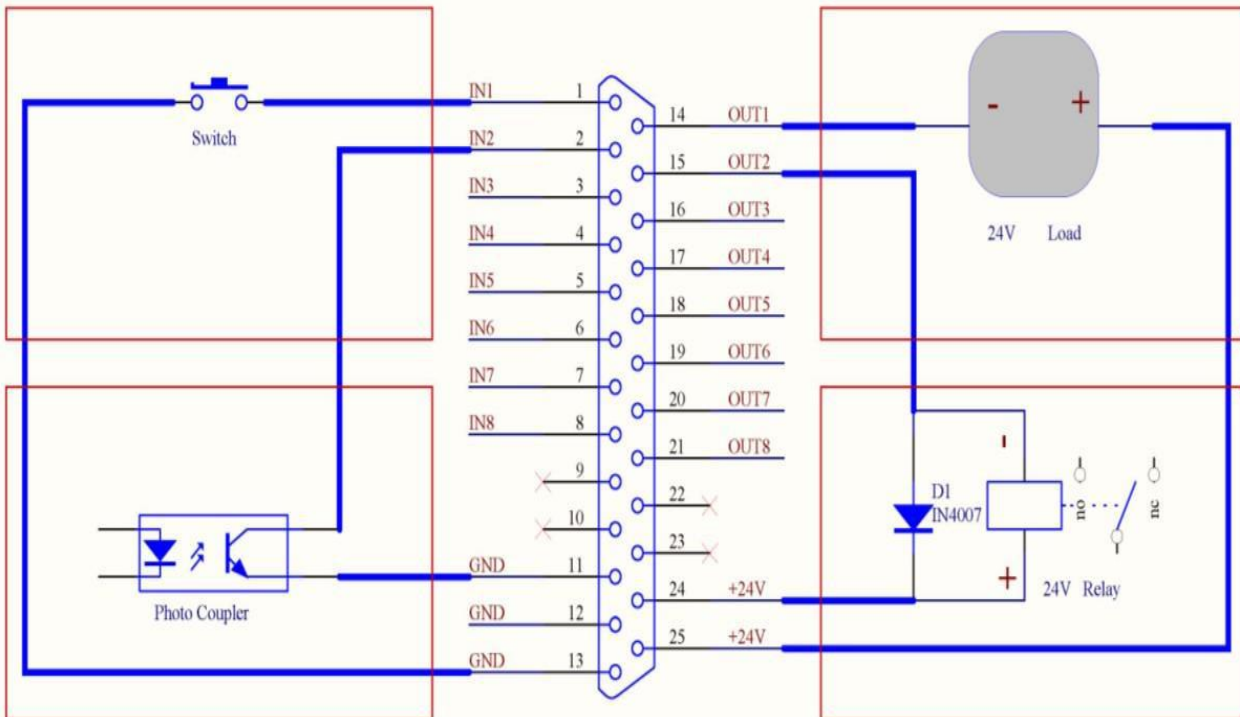 Switch
IN1 1
IN2 2
IN3 3
IN4 4
IN5 5
IN6 6
IN7 7
IN8 8
9
10
GND 11
GND 12
GND 13
Photo Coupler
14 OUT1
15 OUT2
16 OUT3
17 OUT4
18 OUT5
19 OUT6
20 OUT7
21 OUT8
22
23
24 +24V
25 +24V
- +
24V Load
-
D1
IN4007
no
nc
+
24V Relay